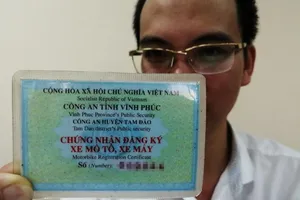 CỘNG HÒA XÃ HỘI CHỦ NGHĨA VIỆT NAM
Socialist Republic of Vietnam
CÔNG AN TỈNH VĨNH PHÚC
Vinh Phuc Province's Public Security
CÔNG AN HUYỆN TAM ĐẢO
Tam Dao District's Public security
CHỨNG NHẬN ĐĂNG KÝ
XE MÔ TÔ, XE MÁY
Motorbike Registration Certificate
Số (Number):